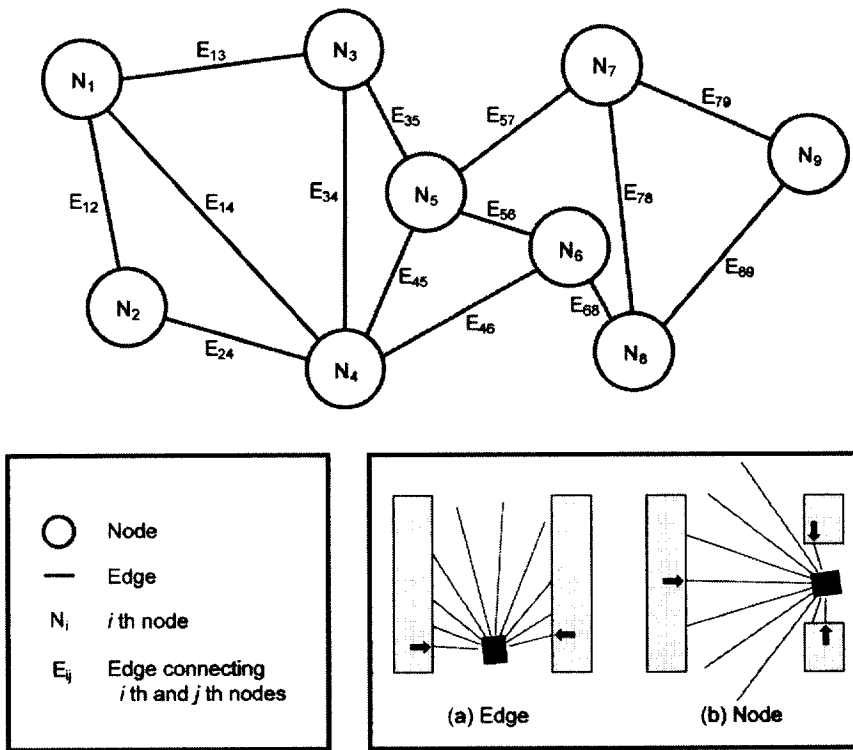 N1
E13
N3
N7
E35
E57
E79
N9
E12
E14
E34
N5
E56
E78
N6
E45
E68
E89
N2
E24
E46
N4
N8
Node
Edge
Ni
i th node
Eij
Edge connecting
i th and j th nodes
(a) Edge
(b) Node